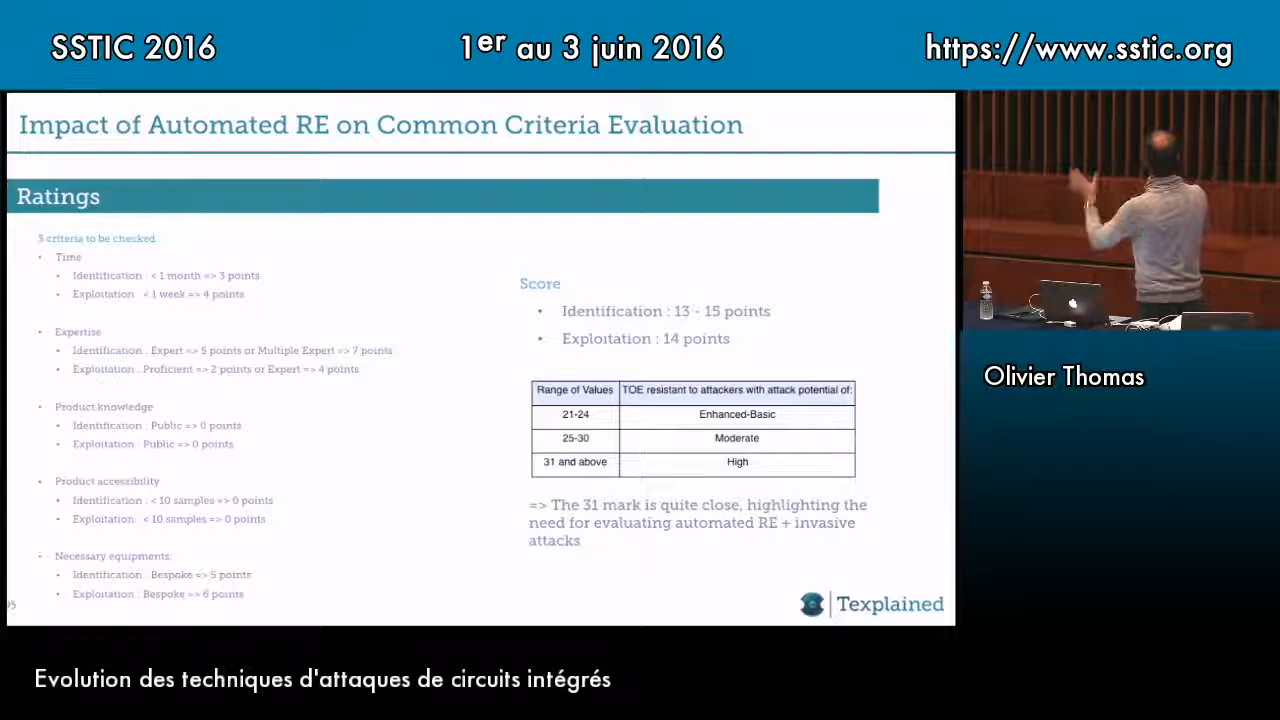 SSTIC 2016
1er au 3 juin 2016
https://www.sstic.org
Impact of Automated RE on Common Criteria Evaluation
Ratings
5 criteria to be checked :
• Time
• Identification : < 1 month => 3 points
• Exploitation : < 1 week => 4 points
• Expertise
• Identification : Expert => 5 points or Multiple Expert => 7 points
• Exploitation : Proficient => 2 points or Expert => 4 points
• Product knowledge
• Identification : Public => 0 points
• Exploitation : Public => 0 points
• Product accessibility
• Identification : < 10 samples => 0 points
• Exploitation : < 10 samples => 0 points
• Necessary equipments:
• Identification : Bespoke => 5 points
• Exploitation : Bespoke => 6 points
Score
• Identification : 13 - 15 points
• Exploitation : 14 points
Range of Values TOE resistant to attackers with attack potential of:
21-24 Enhanced-Basic
25-30 Moderate
31 and above High
=> The 31 mark is quite close, highlighting the
need for evaluating automated RE + invasive
attacks
Texplained
Olivier Thomas
Evolution des techniques d'attaques de circuits intégrés